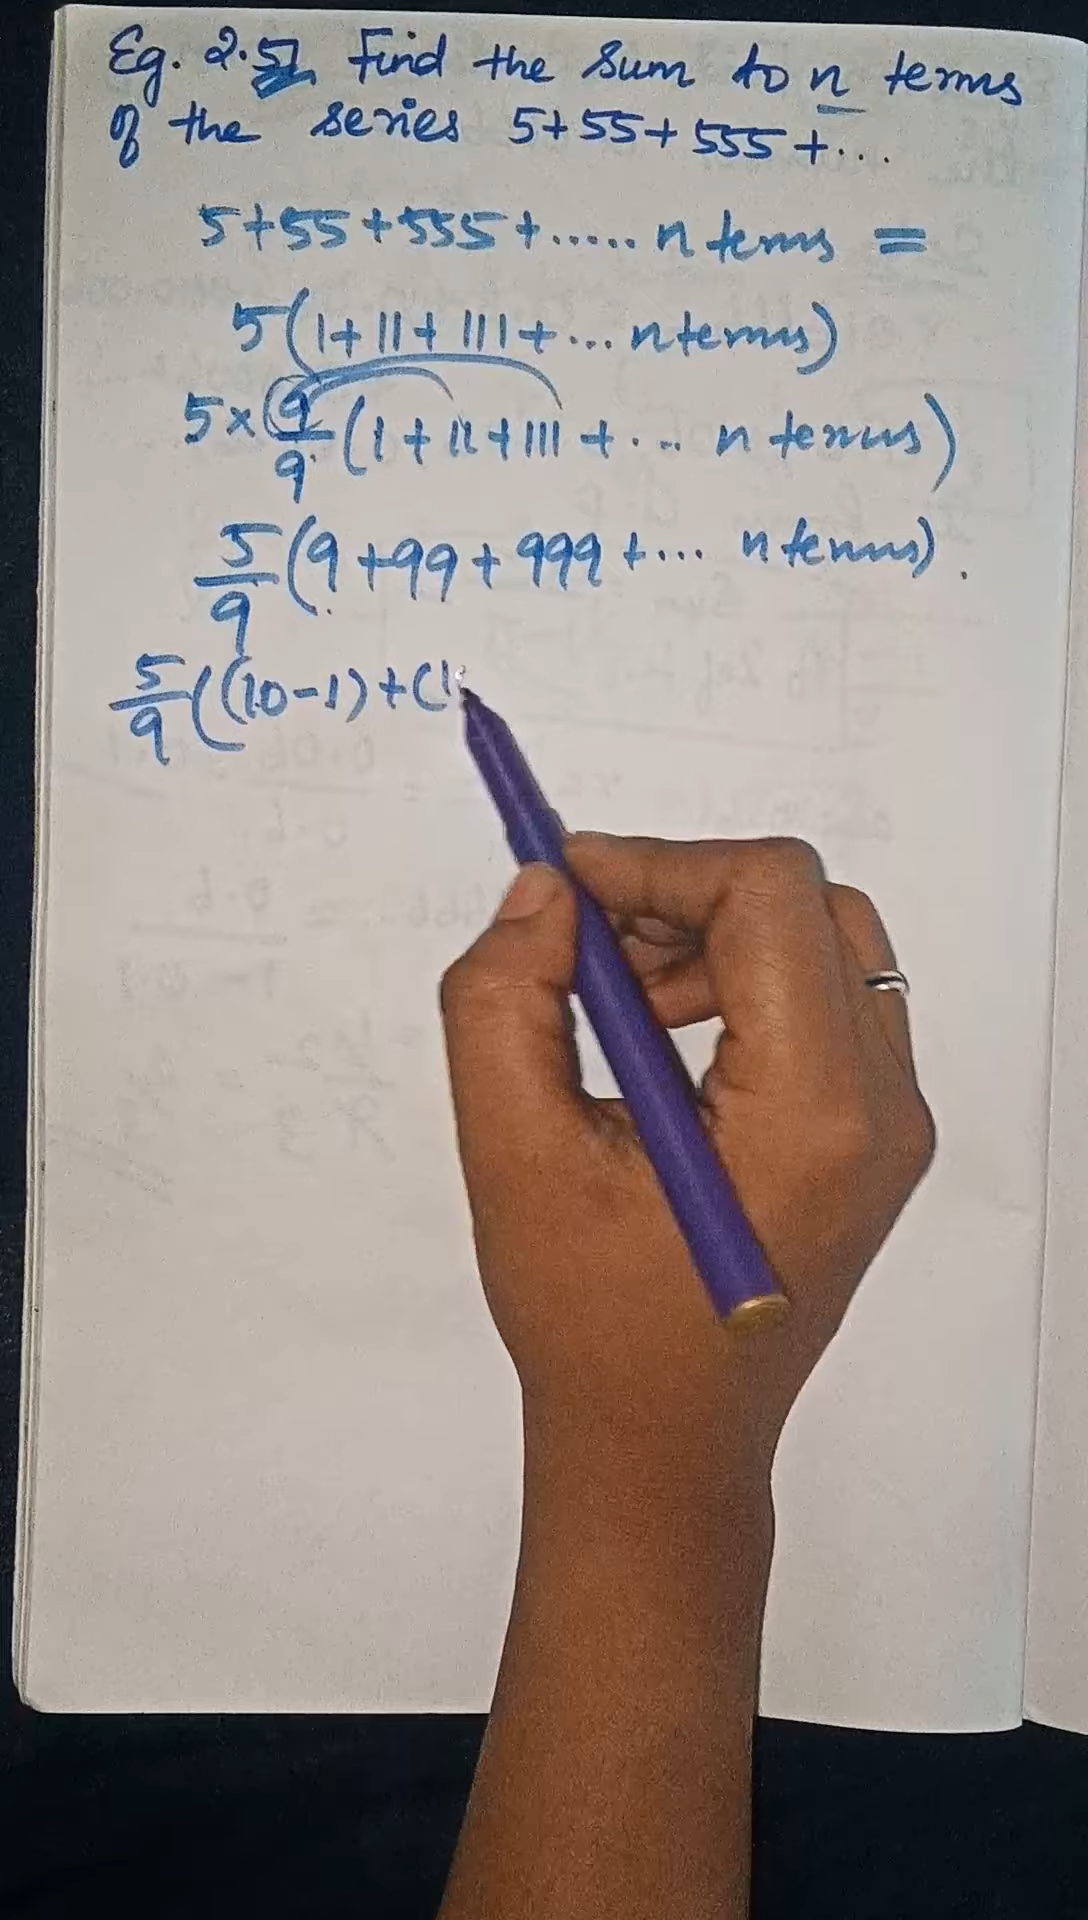 Eg. 2.51 Find the sum to n terms
of the series 5+55+555+...
5+55+555+..... n terms =
5(1+11+111+... n terms)
5×9/9(1+11+111+... n terms)
5/9(9+99+999+... n terms).
5/9((10-1)+(1